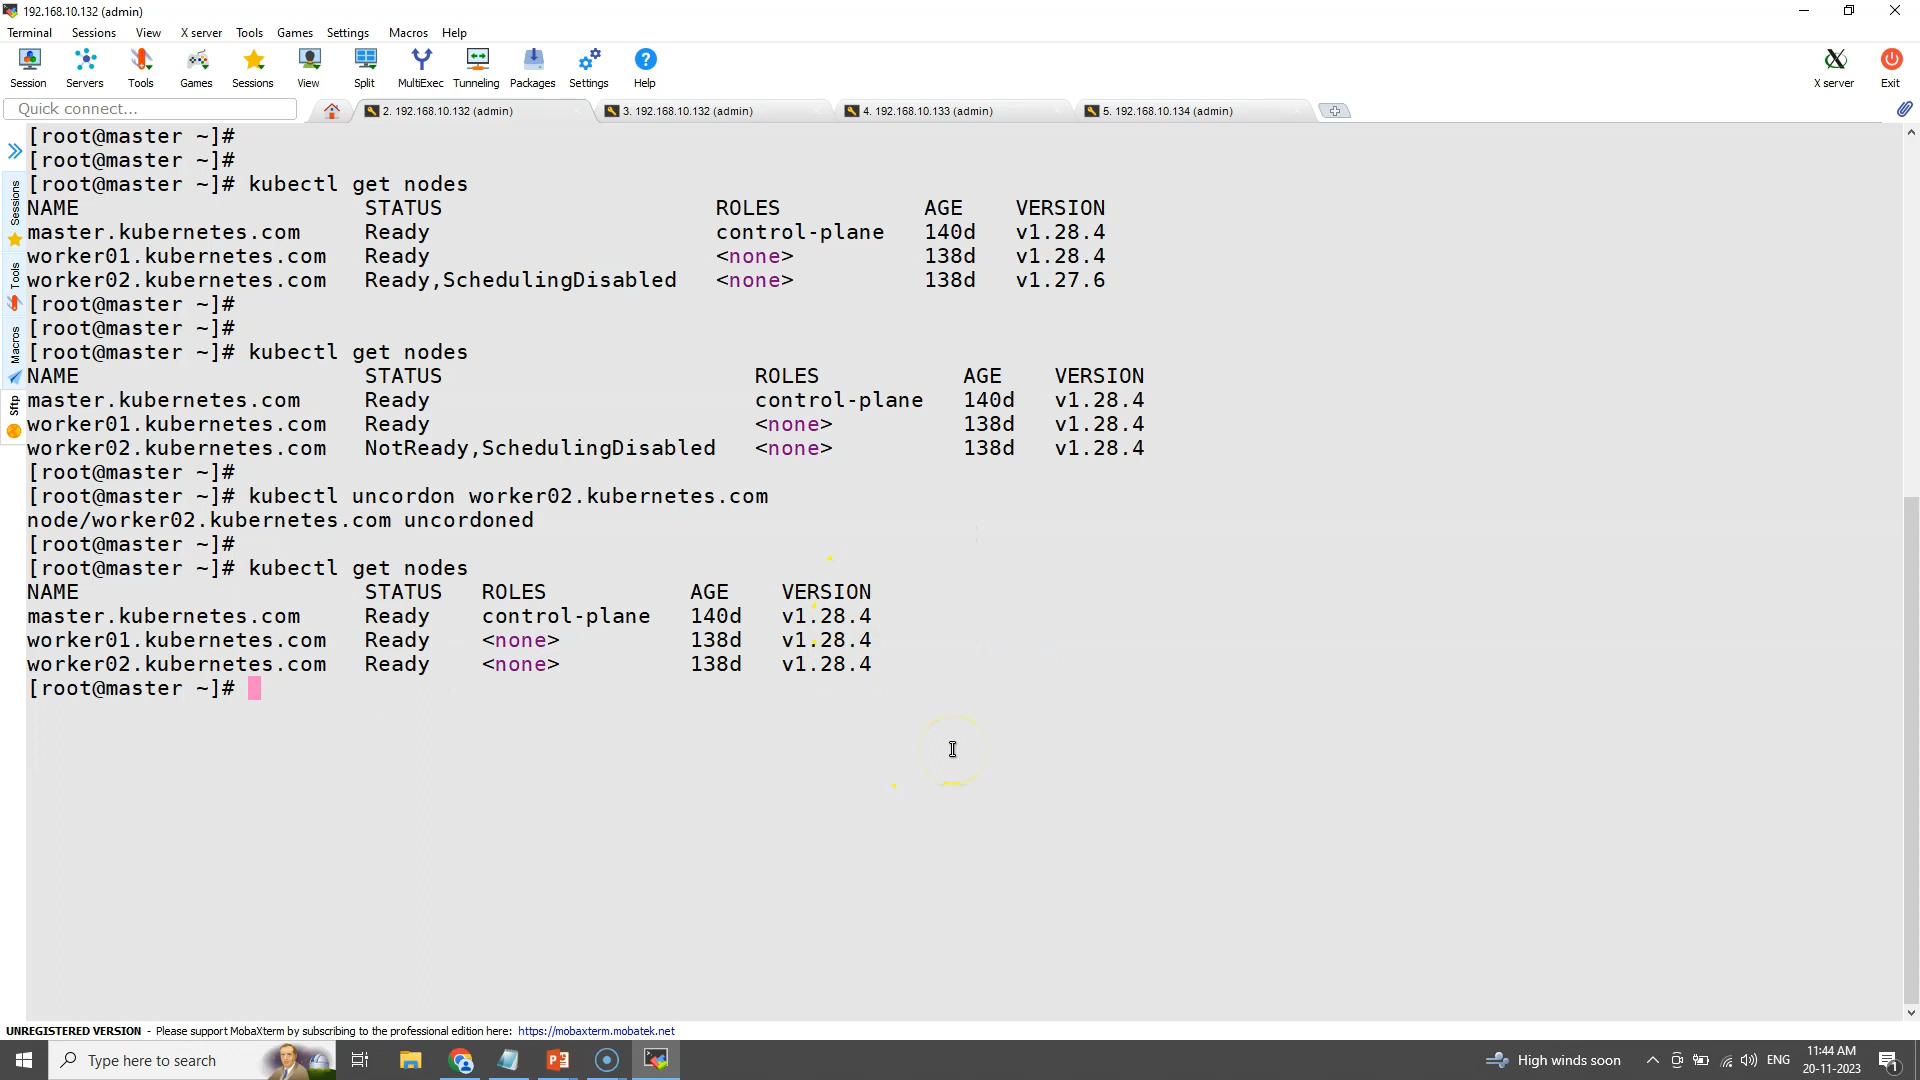 192.168.10.132 (admin)
Terminal Sessions View X server Tools Games Settings Macros Help
Session Servers Tools Games Sessions View Split MultiExec Tunneling Packages Settings Help X server Exit
Quick connect... 2. 192.168.10.132 (admin) 3. 192.168.10.132 (admin) 4. 192.168.10.133 (admin) 5. 192.168.10.134 (admin)
Sessions
Tools
Macros
Sftp
[root@master ~]#
[root@master ~]#
[root@master ~]# kubectl get nodes
NAME STATUS ROLES AGE VERSION
master.kubernetes.com Ready control-plane 140d v1.28.4
worker01.kubernetes.com Ready <none> 138d v1.28.4
worker02.kubernetes.com Ready,SchedulingDisabled <none> 138d v1.27.6
[root@master ~]#
[root@master ~]#
[root@master ~]# kubectl get nodes
NAME STATUS ROLES AGE VERSION
master.kubernetes.com Ready control-plane 140d v1.28.4
worker01.kubernetes.com Ready <none> 138d v1.28.4
worker02.kubernetes.com NotReady,SchedulingDisabled <none> 138d v1.28.4
[root@master ~]#
[root@master ~]# kubectl uncordon worker02.kubernetes.com
node/worker02.kubernetes.com uncordoned
[root@master ~]#
[root@master ~]# kubectl get nodes
NAME STATUS ROLES AGE VERSION
master.kubernetes.com Ready control-plane 140d v1.28.4
worker01.kubernetes.com Ready <none> 138d v1.28.4
worker02.kubernetes.com Ready <none> 138d v1.28.4
[root@master ~]#
UNREGISTERED VERSION - Please support MobaXterm by subscribing to the professional edition here: https://mobaxterm.mobatek.net
Type here to search High winds soon ENG 11:44 AM
20-11-2023
1